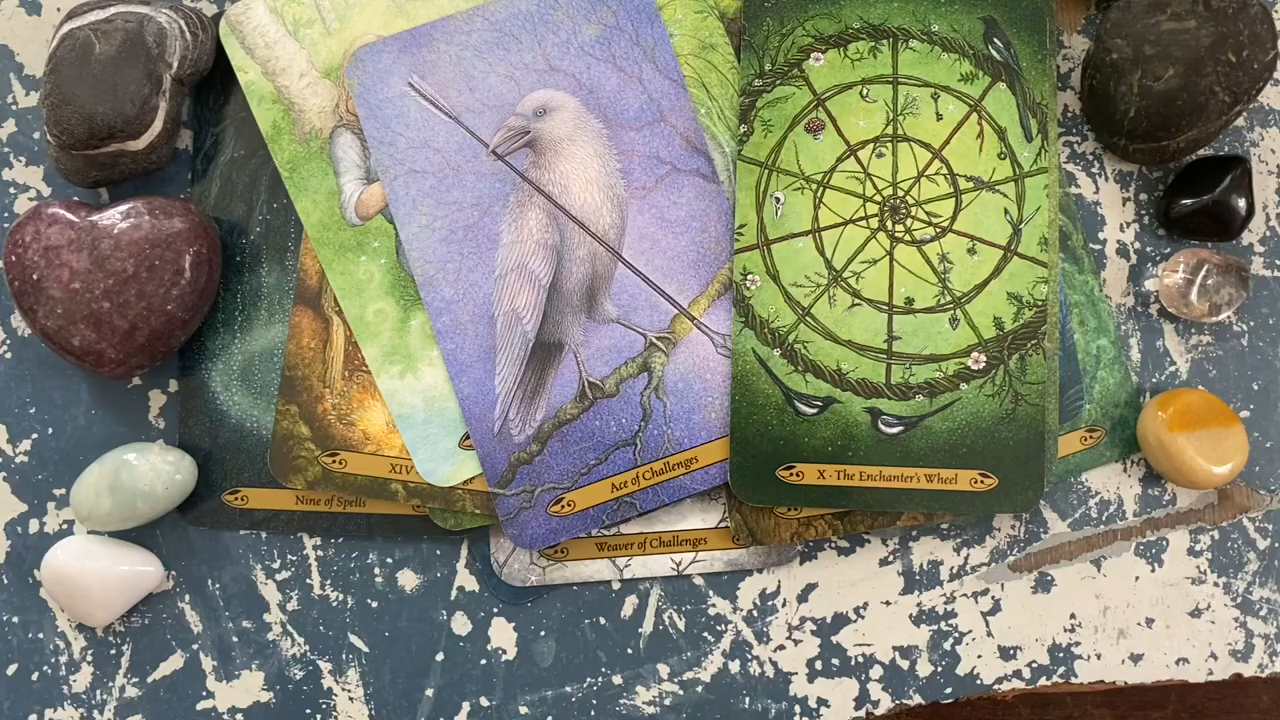 XIV
Nine of Spells
Ace of Challenges
Weaver of Challenges
X • The Enchanter's Wheel